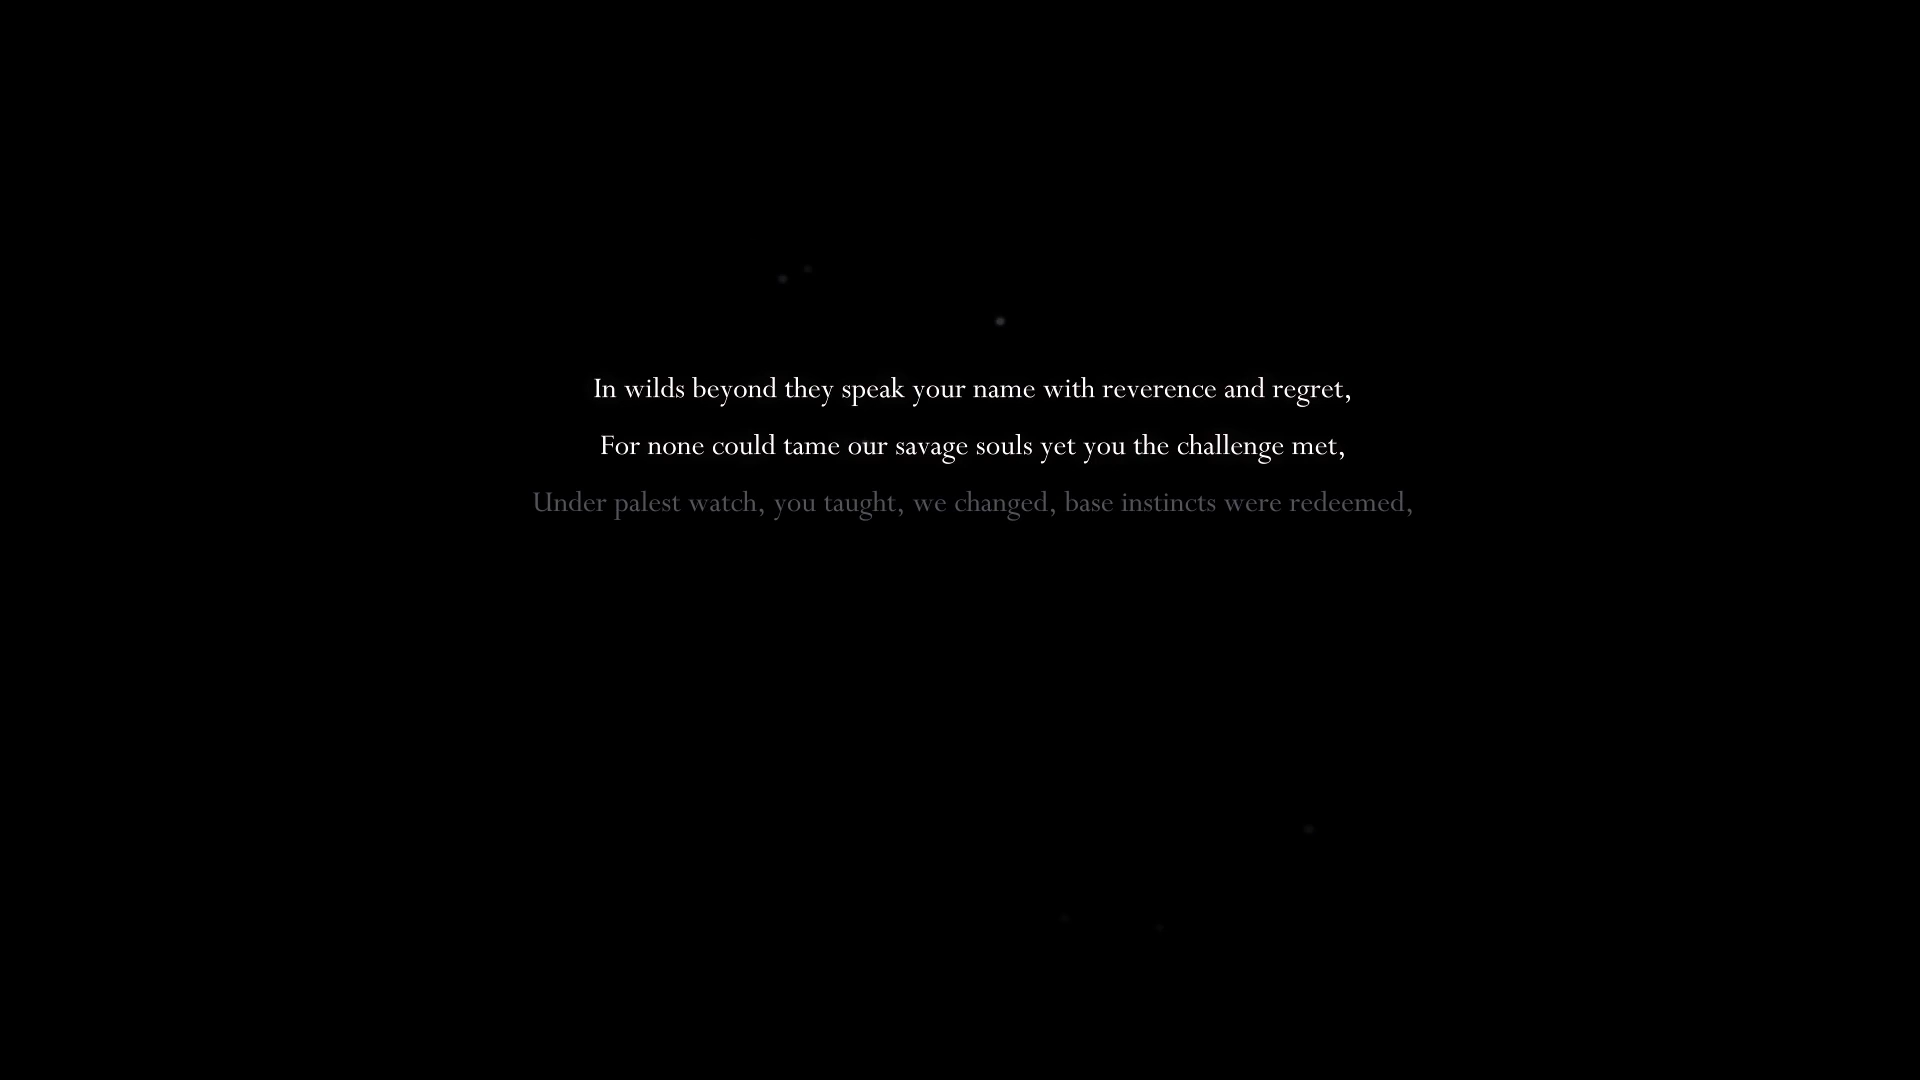 In wilds beyond they speak your name with reverence and regret,
For none could tame our savage souls yet you the challenge met,
Under palest watch, you taught, we changed, base instincts were redeemed,